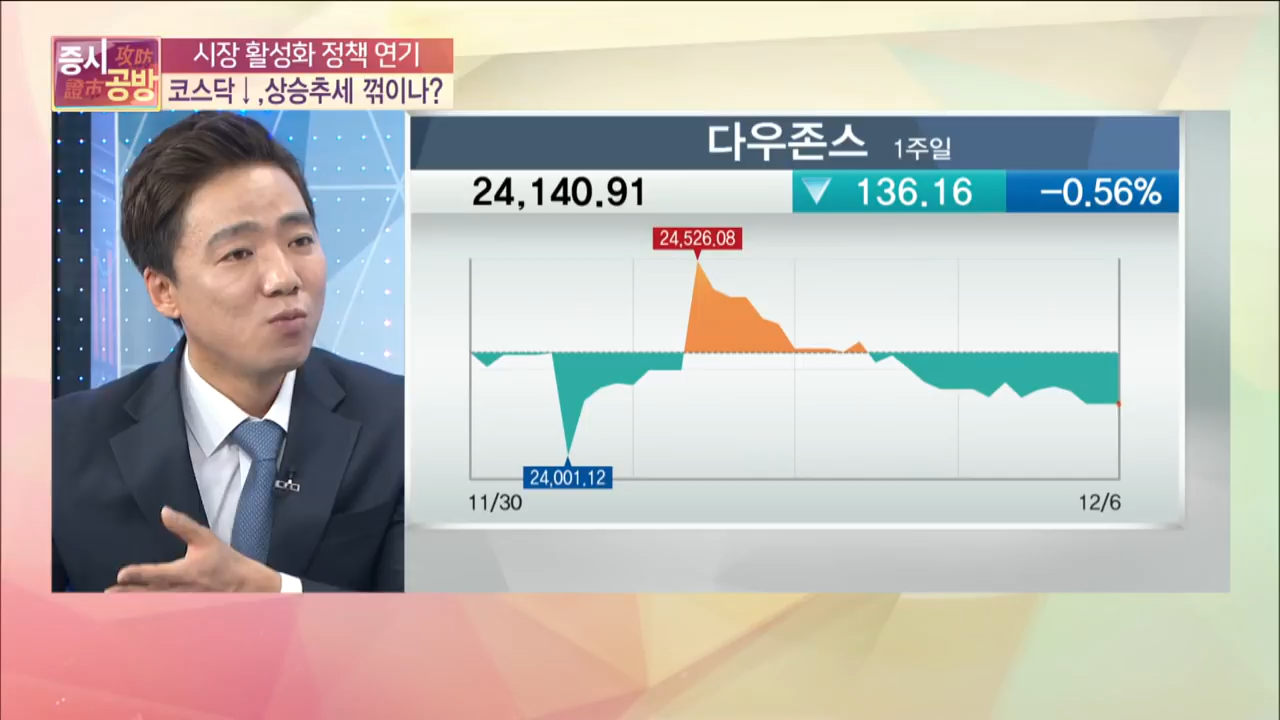 증시 攻防
證市 공방
시장 활성화 정책 연기
코스닥↓,상승추세 꺾이나?
다우존스 1주일
24,140.91 ▼ 136.16 -0.56%
24,526.08
24,001.12
11/30 12/6